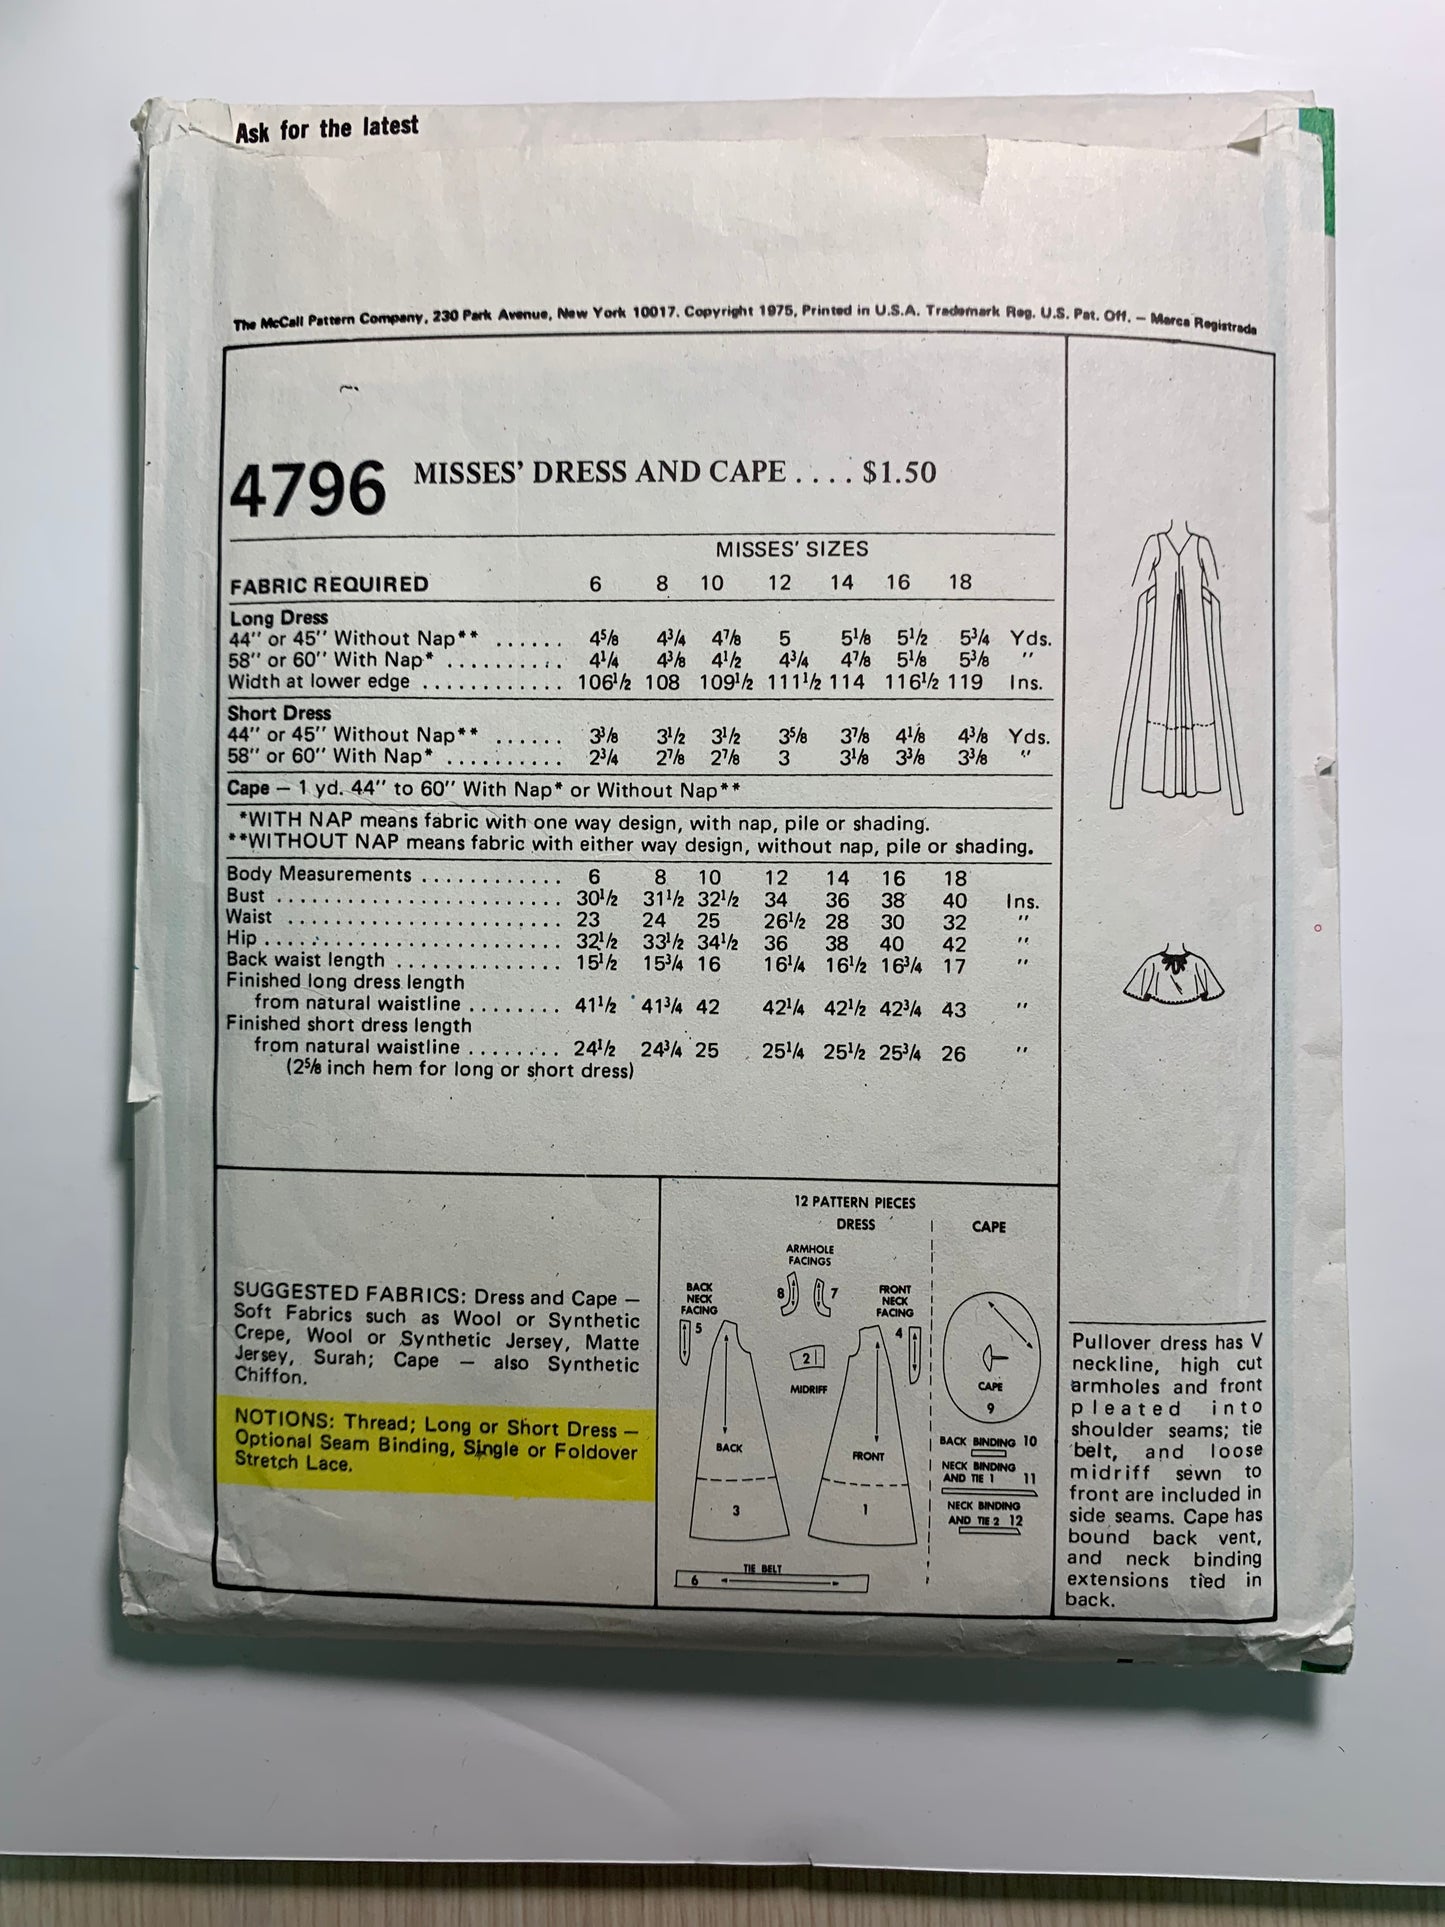 Ask for the latest
The McCall Pattern Company, 230 Park Avenue, New York 10017. Copyright 1975, Printed in U.S.A. Trademark Reg. U.S. Pat. Off. — Marca Registrada
4796 MISSES' DRESS AND CAPE .... $1.50
MISSES' SIZES
FABRIC REQUIRED 6 8 10 12 14 16 18
Long Dress
44" or 45" Without Nap** ...... 4⅝ 4¾ 4⅞ 5 5⅛ 5½ 5¾ Yds.
58" or 60" With Nap* .......... 4¼ 4⅜ 4½ 4¾ 4⅞ 5⅛ 5⅜ "
Width at lower edge ............ 106½ 108 109½ 111½ 114 116½ 119 Ins.
Short Dress
44" or 45" Without Nap** ...... 3⅜ 3½ 3½ 3⅝ 3⅞ 4⅛ 4⅜ Yds.
58" or 60" With Nap* .......... 2¾ 2⅞ 2⅞ 3 3⅛ 3⅜ 3⅜ "
Cape — 1 yd. 44" to 60" With Nap* or Without Nap**
*WITH NAP means fabric with one way design, with nap, pile or shading.
**WITHOUT NAP means fabric with either way design, without nap, pile or shading.
Body Measurements ............ 6 8 10 12 14 16 18
Bust ........................ 30½ 31½ 32½ 34 36 38 40 Ins.
Waist ....................... 23 24 25 26½ 28 30 32 "
Hip ......................... 32½ 33½ 34½ 36 38 40 42 "
Back waist length .............. 15½ 15¾ 16 16¼ 16½ 16¾ 17 "
Finished long dress length
from natural waistline ........ 41½ 41¾ 42 42¼ 42½ 42¾ 43 "
Finished short dress length
from natural waistline ........ 24½ 24¾ 25 25¼ 25½ 25¾ 26 "
(2⅝ inch hem for long or short dress)
SUGGESTED FABRICS: Dress and Cape —
Soft Fabrics such as Wool or Synthetic
Crepe, Wool or Synthetic Jersey, Matte
Jersey, Surah; Cape — also Synthetic
Chiffon.
NOTIONS: Thread; Long or Short Dress —
Optional Seam Binding, Single or Foldover
Stretch Lace.
12 PATTERN PIECES
DRESS
CAPE
ARMHOLE
FACINGS
8
7
BACK
NECK
FACING
5
FRONT
NECK
FACING
4
2
MIDRIFF
BACK
3
FRONT
1
TIE BELT
6
CAPE
9
BACK BINDING 10
NECK BINDING
AND TIE 1 11
NECK BINDING
AND TIE 2 12
Pullover dress has V
neckline, high cut
armholes and front
pleated into
shoulder seams; tie
belt, and loose
midriff sewn to
front are included in
side seams. Cape has
bound back vent,
and neck binding
extensions tied in
back.